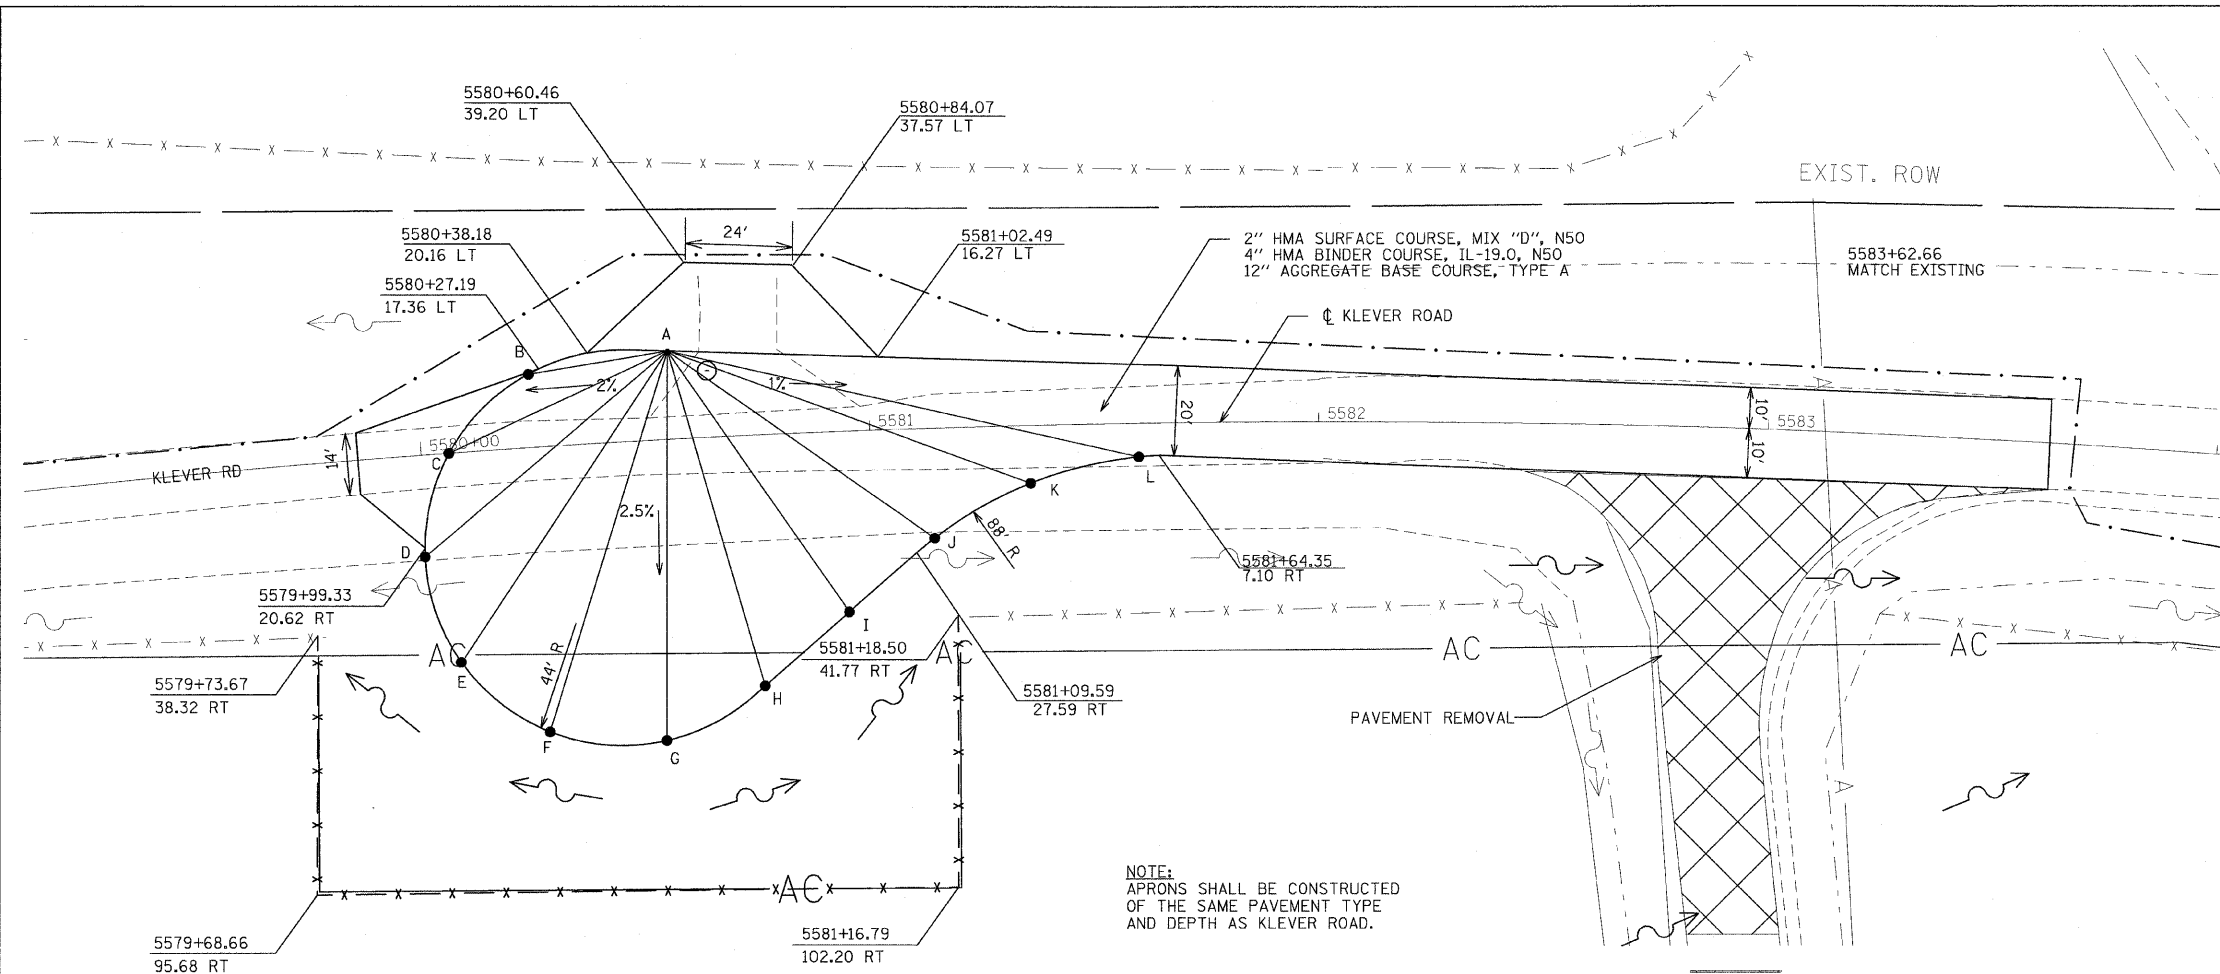 5580+60.46
39.20 LT
5580+84.07
37.57 LT
EXIST. ROW
24'
5580+38.18
20.16 LT
5581+02.49
16.27 LT
2" HMA SURFACE COURSE, MIX "D", N50
4" HMA BINDER COURSE, IL-19.0, N50
12" AGGREGATE BASE COURSE, TYPE A
5583+62.66
MATCH EXISTING
5580+27.19
17.36 LT
℄ KLEVER ROAD
A
B
2%
-
1%
A
20'
10'
10'
5580+00
5581
5582
5583
C
14'
KLEVER RD
L
K
2.5%
88' R
D
J
5581+64.35
7.10 RT
A
5579+99.33
20.62 RT
I
44' R
AC
5581+18.50
41.77 RT
AC
AC
AC
E
5579+73.67
38.32 RT
5581+09.59
27.59 RT
H
PAVEMENT REMOVAL
F
G
A
AC
NOTE:
APRONS SHALL BE CONSTRUCTED
OF THE SAME PAVEMENT TYPE
AND DEPTH AS KLEVER ROAD.
5579+68.66
95.68 RT
5581+16.79
102.20 RT